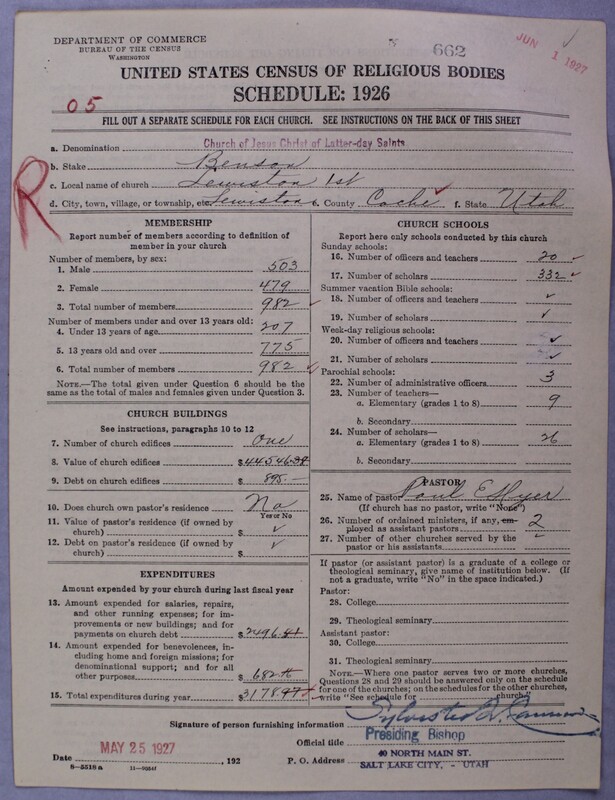 DEPARTMENT OF COMMERCE
BUREAU OF THE CENSUS
WASHINGTON
662
JUN 1 1927
UNITED STATES CENSUS OF RELIGIOUS BODIES
SCHEDULE: 1926
05
FILL OUT A SEPARATE SCHEDULE FOR EACH CHURCH. SEE INSTRUCTIONS ON THE BACK OF THIS SHEET
R
a. Denomination Church of Jesus Christ of Latter-day Saints
b. Stake Benson
c. Local name of church Lewiston 1st
d. City, town, village, or township, etc. Lewiston e. County Cache f. State Utah
MEMBERSHIP
Report number of members according to definition of
member in your church
Number of members, by sex:
1. Male 503
2. Female 479
3. Total number of members 982
Number of members under and over 13 years old:
4. Under 13 years of age 207
5. 13 years old and over 775
6. Total number of members 982
NOTE.—The total given under Question 6 should be the
same as the total of males and females given under Question 3.
CHURCH BUILDINGS
See instructions, paragraphs 10 to 12
7. Number of church edifices One
8. Value of church edifices $44546.39
9. Debt on church edifices $895.—
10. Does church own pastor's residence? No
Yes or No
11. Value of pastor's residence (if owned by
church) $ ✓
12. Debt on pastor's residence (if owned by
church) $ ✓
EXPENDITURES
Amount expended by your church during last fiscal year
13. Amount expended for salaries, repairs,
and other running expenses; for im-
provements or new buildings; and for
payments on church debt $2496.
14. Amount expended for benevolences,
including home and foreign missions; for
denominational support; and for all
other purposes $682.
15. Total expenditures during year $3178.
CHURCH SCHOOLS
Report here only schools conducted by this church
Sunday schools:
16. Number of officers and teachers 20
17. Number of scholars 332
Summer vacation Bible schools:
18. Number of officers and teachers ✓
19. Number of scholars ✓
Week-day religious schools:
20. Number of officers and teachers ✓
21. Number of scholars ✓
Parochial schools:
22. Number of administrative officers 3
23. Number of teachers—
a. Elementary (grades 1 to 8) 9
b. Secondary
24. Number of scholars—
a. Elementary (grades 1 to 8) 26
b. Secondary
PASTOR
25. Name of pastor Paul E
(If church has no pastor, write "None")
26. Number of ordained ministers, if any, em-
ployed as assistant pastors 2
27. Number of other churches served by the
pastor or his assistants
If pastor (or assistant pastor) is a graduate of a college or
theological seminary, give name of institution below. (If
not a graduate, write "No" in the space indicated.)
Pastor:
28. College
29. Theological seminary
Assistant pastor:
30. College
31. Theological seminary
NOTE.—Where one pastor serves two or more churches,
Questions 28 and 29 should be answered only on the schedule
for one of the churches; on the schedules for the other churches,
write "See schedule for church."
Signature of person furnishing information Sylvester Q. Cannon
Official title Presiding Bishop
Date MAY 25 1927, 192
P. O. Address 40 NORTH MAIN ST.
SALT LAKE CITY, - UTAH
8—5518a